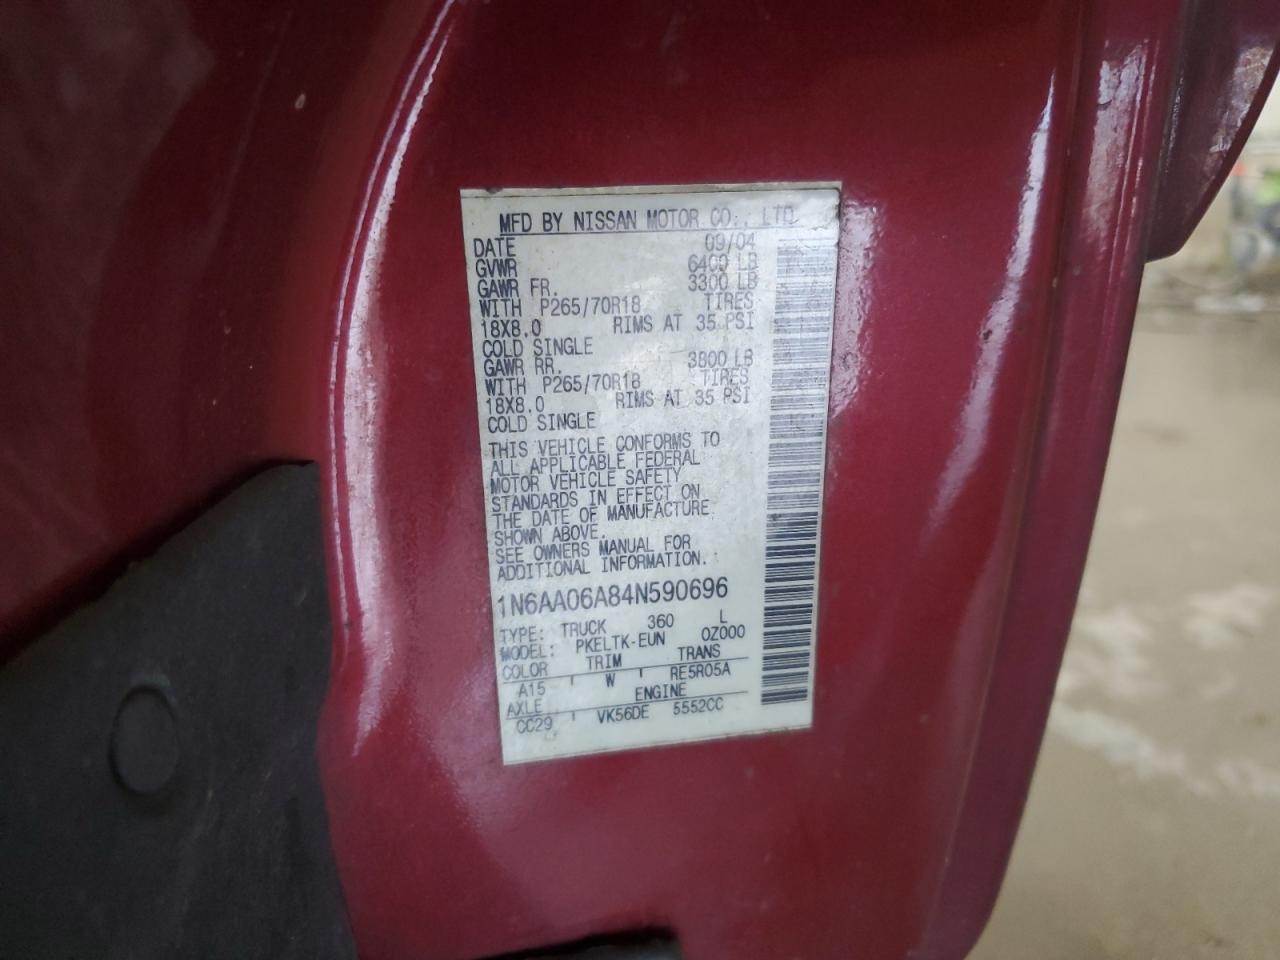 MFD BY NISSAN MOTOR CO., LTD.
DATE 09/04
GVWR 6400 LB
GAWR FR. 3300 LB
WITH P265/70R18 TIRES
18X8.0 RIMS AT 35 PSI
COLD SINGLE
GAWR RR. 3800 LB
WITH P265/70R18 TIRES
18X8.0 RIMS AT 35 PSI
COLD SINGLE
THIS VEHICLE CONFORMS TO
ALL APPLICABLE FEDERAL
MOTOR VEHICLE SAFETY
STANDARDS IN EFFECT ON
THE DATE OF MANUFACTURE
SHOWN ABOVE.
SEE OWNERS MANUAL FOR
ADDITIONAL INFORMATION.
1N6AA06A84N590696
TYPE: TRUCK 360 L
MODEL: PKELTK-EUN 0Z000
COLOR TRIM TRANS
A15 W RE5R05A
AXLE ENGINE
CC29 VK56DE 5552CC